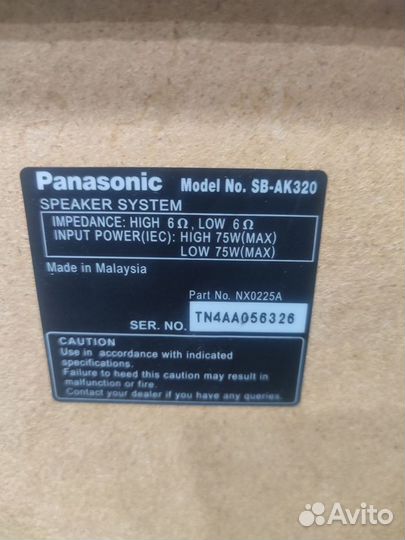 Panasonic Model No. SB-AK320
SPEAKER SYSTEM
IMPEDANCE: HIGH 6Ω, LOW 6Ω
INPUT POWER(IEC): HIGH 75W(MAX)
LOW 75W(MAX)
Made in Malaysia
Part No. NX0225A
SER. NO. TN4AA056326
CAUTION
Use in accordance with indicated
specifications.
Failure to heed this caution may result in
malfunction or fire.
Contact your dealer if you have any queries.
Avito